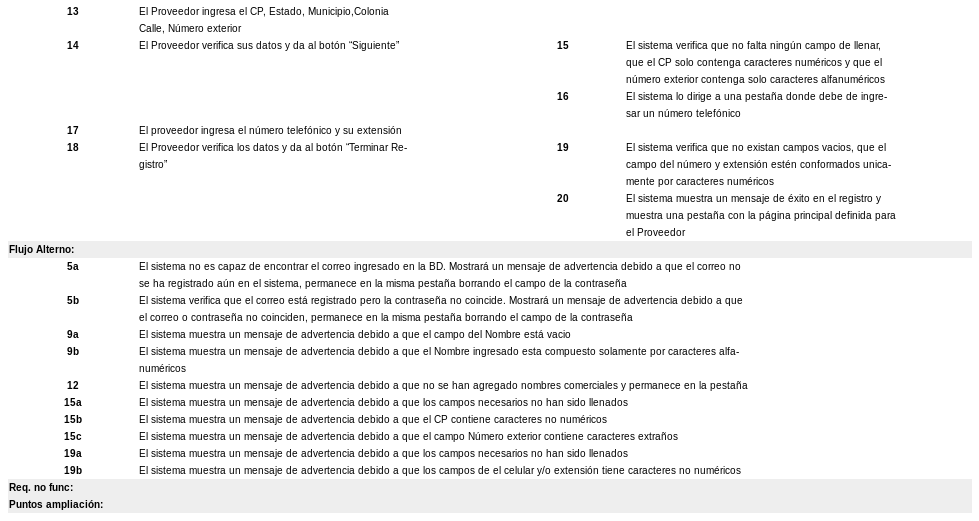 13 El Proveedor ingresa el CP, Estado, Municipio,Colonia
Calle, Número exterior
14 El Proveedor verifica sus datos y da al botón “Siguiente”
15 El sistema verifica que no falta ningún campo de llenar,
que el CP solo contenga caracteres numéricos y que el
número exterior contenga solo caracteres alfanuméricos
16 El sistema lo dirige a una pestaña donde debe de ingre-
sar un número telefónico
17 El proveedor ingresa el número telefónico y su extensión
18 El Proveedor verifica los datos y da al botón “Terminar Re-
gistro”
19 El sistema verifica que no existan campos vacios, que el
campo del número y extensión estén conformados unica-
mente por caracteres numéricos
20 El sistema muestra un mensaje de éxito en el registro y
muestra una pestaña con la página principal definida para
el Proveedor
Flujo Alterno:
5a El sistema no es capaz de encontrar el correo ingresado en la BD. Mostrará un mensaje de advertencia debido a que el correo no
se ha registrado aún en el sistema, permanece en la misma pestaña borrando el campo de la contraseña
5b El sistema verifica que el correo está registrado pero la contraseña no coincide. Mostrará un mensaje de advertencia debido a que
el correo o contraseña no coinciden, permanece en la misma pestaña borrando el campo de la contraseña
9a El sistema muestra un mensaje de advertencia debido a que el campo del Nombre está vacio
9b El sistema muestra un mensaje de advertencia debido a que el Nombre ingresado esta compuesto solamente por caracteres alfa-
numéricos
12 El sistema muestra un mensaje de advertencia debido a que no se han agregado nombres comerciales y permanece en la pestaña
15a El sistema muestra un mensaje de advertencia debido a que los campos necesarios no han sido llenados
15b El sistema muestra un mensaje de advertencia debido a que el CP contiene caracteres no numéricos
15c El sistema muestra un mensaje de advertencia debido a que el campo Número exterior contiene caracteres extraños
19a El sistema muestra un mensaje de advertencia debido a que los campos necesarios no han sido llenados
19b El sistema muestra un mensaje de advertencia debido a que los campos de el celular y/o extensión tiene caracteres no numéricos
Req. no func:
Puntos ampliación: